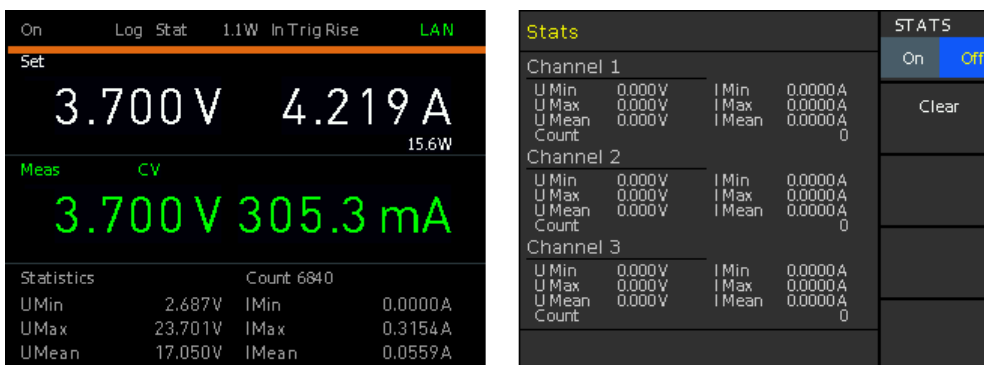 On Log Stat 1.1W In Trig Rise LAN
Set
3.700 V 4.219 A
15.6W
Meas CV
3.700 V 305.3 mA
Statistics Count 6840
UMin 2.687V IMin 0.0000A
UMax 23.701V IMax 0.3154A
UMean 17.050V IMean 0.0559A
Stats
Channel 1
U Min 0.000V I Min 0.0000A
U Max 0.000V I Max 0.0000A
U Mean 0.000V I Mean 0.0000A
Count 0
Channel 2
U Min 0.000V I Min 0.0000A
U Max 0.000V I Max 0.0000A
U Mean 0.000V I Mean 0.0000A
Count 0
Channel 3
U Min 0.000V I Min 0.0000A
U Max 0.000V I Max 0.0000A
U Mean 0.000V I Mean 0.0000A
Count 0
STATS
On Off
Clear